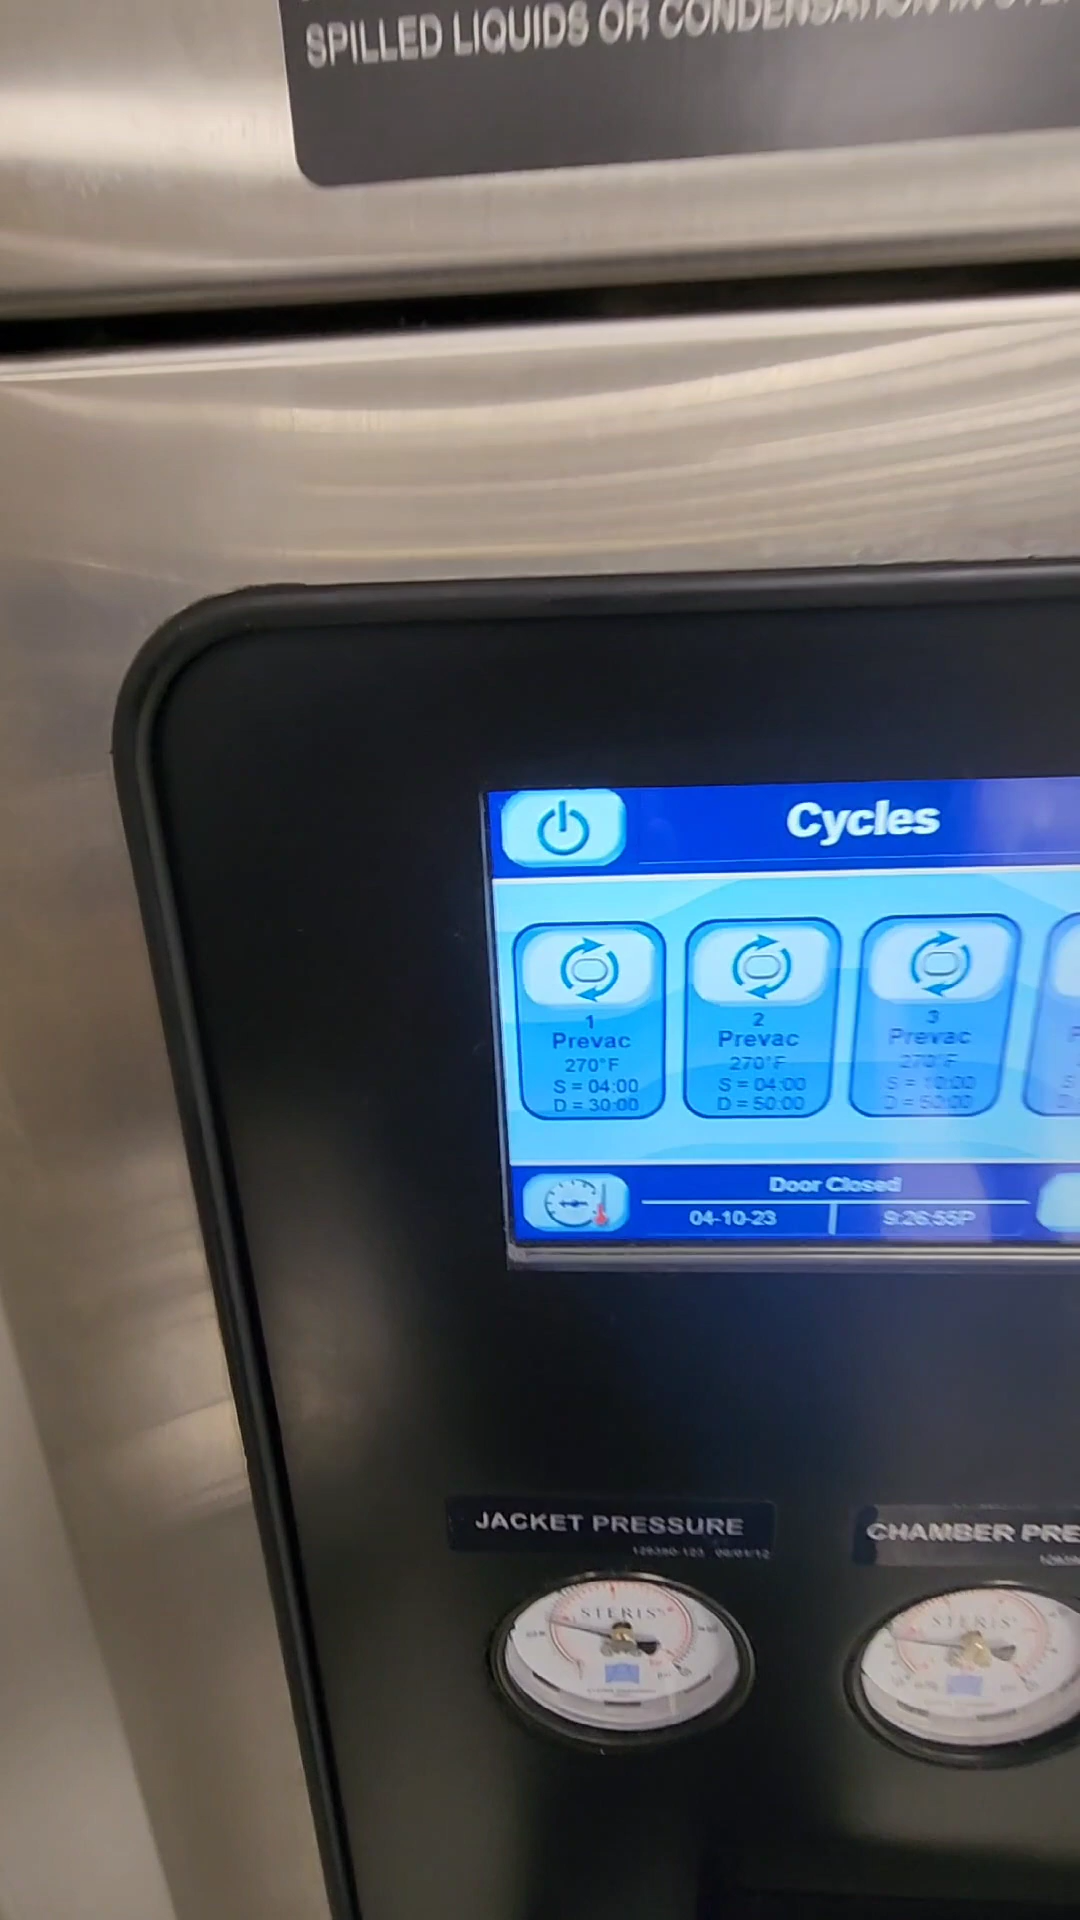 SPILLED LIQUIDS OR CONDENSATION IN
Cycles
1
Prevac
270°F
S = 04:00
D = 30:00
2
Prevac
270°F
S = 04:00
D = 50:00
3
Prevac
270°F
S = 10:00
D = 50:00
Door Closed
04-10-23
9:26:55P
JACKET PRESSURE
CHAMBER PRE
STERIS
STERIS